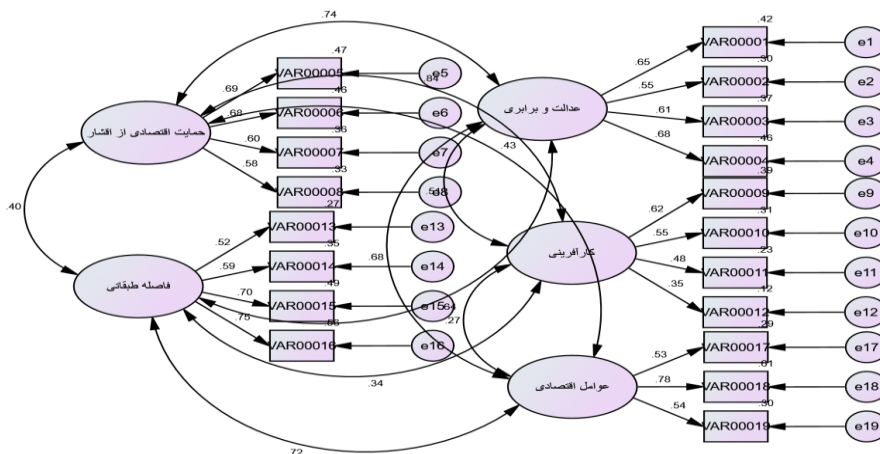 .74
.42
VAR00001
e1
.47
VAR00005
e5
.84
.65
.30
VAR00002
e2
.69
.46
VAR00006
e6
عدالت و برابری
.55
.37
VAR00003
e3
.61
حمایت اقتصادی از اقشار
.68
.36
VAR00007
e7
.60
.43
.68
.46
VAR00004
e4
.58
.33
VAR00008
e8
.39
VAR00009
e9
.40
.27
.62
.31
VAR00010
e10
.52
VAR00013
e13
.55
.35
کارآفرینی
.23
VAR00011
e11
.59
VAR00014
e14
.68
.48
.49
فاصله طبقاتی
.35
.12
VAR00012
e12
.70
VAR00015
e15
.75
.27
.29
VAR00017
e17
VAR00016
e16
.53
.61
.34
عوامل اقتصادی
.78
VAR00018
e18
.54
.30
VAR00019
e19
.72